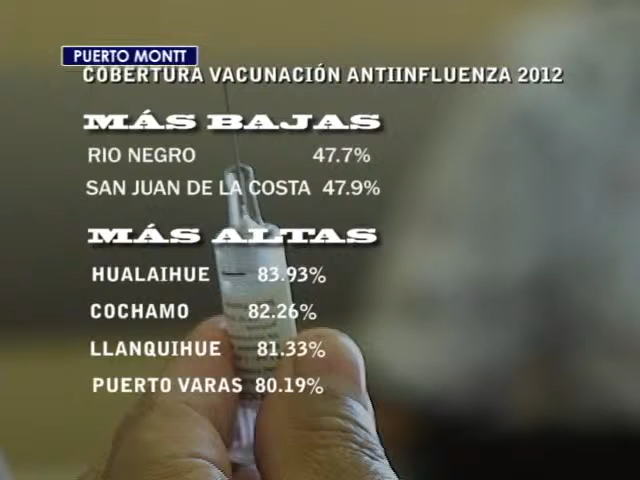 PUERTO MONTT
COBERTURA VACUNACIÓN ANTIINFLUENZA 2012
MÁS BAJAS
RIO NEGRO 47.7%
SAN JUAN DE LA COSTA 47.9%
MÁS ALTAS
HUALAIHUE 83.93%
COCHAMO 82.26%
LLANQUIHUE 81.33%
PUERTO VARAS 80.19%